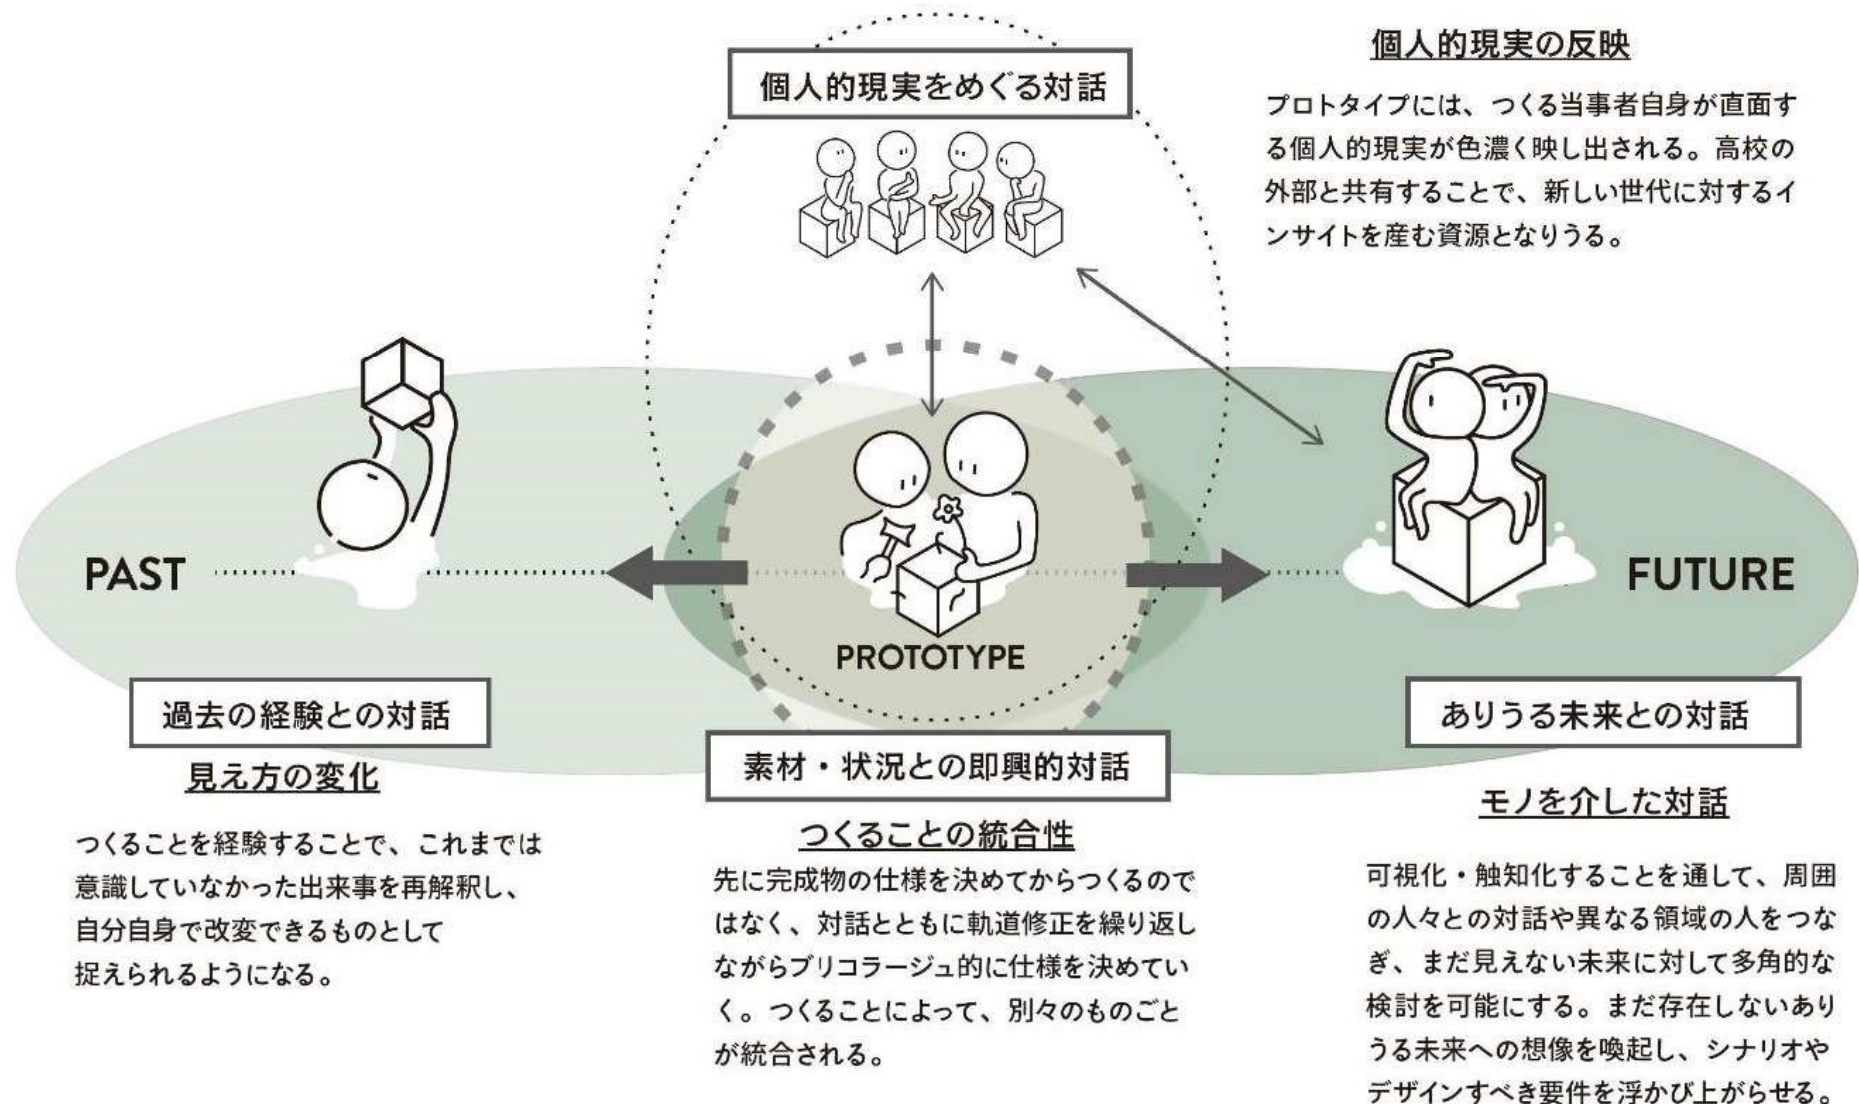 個人的現実をめぐる対話
個人的現実の反映
プロトタイプには、つくる当事者自身が直面す
る個人的現実が色濃く映し出される。高校の
外部と共有することで、新しい世代に対するイ
ンサイトを産む資源となりうる。
PAST
PROTOTYPE
FUTURE
過去の経験との対話
見え方の変化
つくることを経験することで、これまでは
意識していなかった出来事を再解釈し、
自分自身で改変できるものとして
捉えられるようになる。
素材・状況との即興的対話
つくることの統合性
先に完成物の仕様を決めてからつくるので
はなく、対話とともに軌道修正を繰り返し
ながらブリコラージュ的に仕様を決めてい
く。つくることによって、別々のものごと
が統合される。
ありうる未来との対話
モノを介した対話
可視化・触知化することを通して、周囲
の人々との対話や異なる領域の人をつな
ぎ、まだ見えない未来に対して多角的な
検討を可能にする。まだ存在しないあり
うる未来への想像を喚起し、シナリオや
デザインすべき要件を浮かび上がらせる。